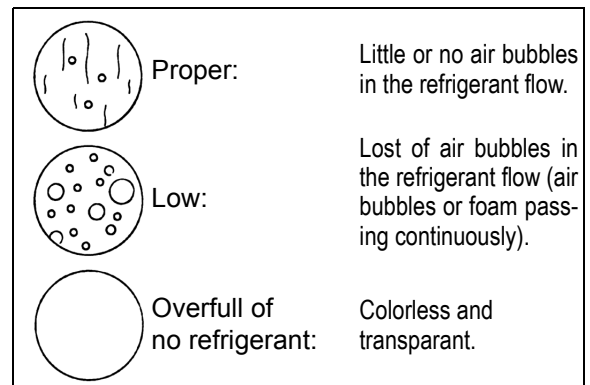 Proper:
Little or no air bubbles
in the refrigerant flow.
Low:
Lost of air bubbles in
the refrigerant flow (air
bubbles or foam pass-
ing continuously).
Overfull of
no refrigerant:
Colorless and
transparant.